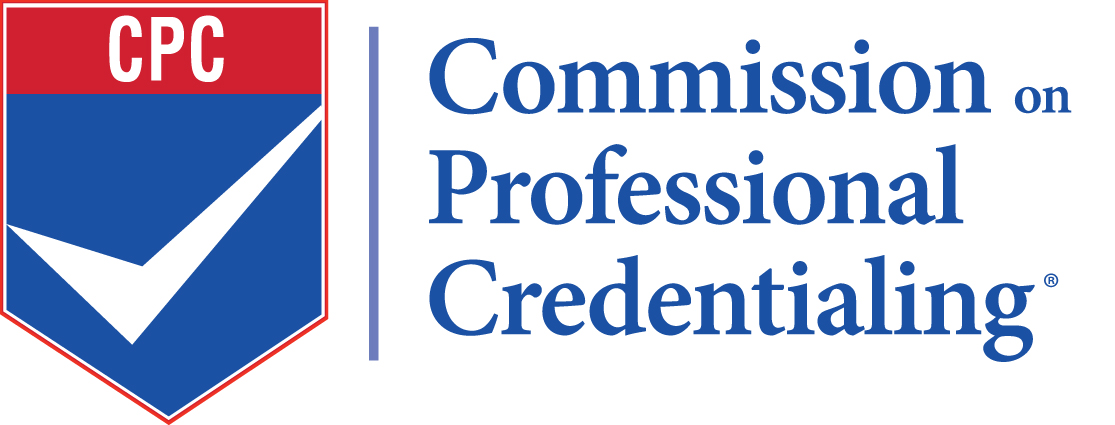 CPC
Commission on
Professional
Credentialing®